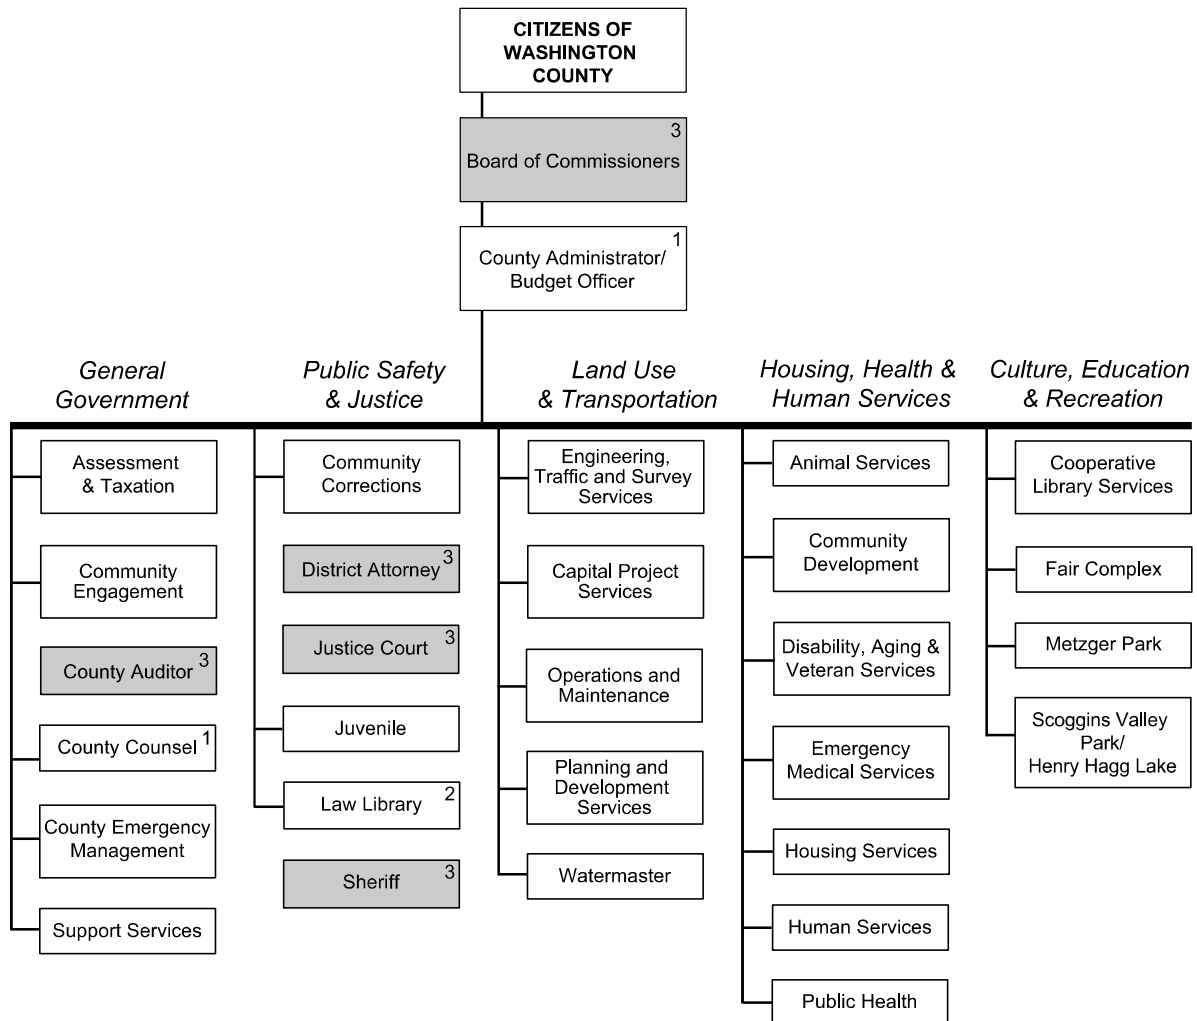 CITIZENS OF
WASHINGTON
COUNTY
3
Board of Commissioners
1
County Administrator/
Budget Officer
General
Government
Public Safety
& Justice
Land Use
& Transportation
Housing, Health &
Human Services
Culture, Education
& Recreation
Assessment
& Taxation
Community
Engagement
County Auditor 3
County Counsel 1
County Emergency
Management
Support Services
Community
Corrections
District Attorney 3
Justice Court 3
Juvenile
Law Library 2
Sheriff 3
Engineering,
Traffic and Survey
Services
Capital Project
Services
Operations and
Maintenance
Planning and
Development
Services
Watermaster
Animal Services
Community
Development
Disability, Aging &
Veteran Services
Emergency
Medical Services
Housing Services
Human Services
Public Health
Cooperative
Library Services
Fair Complex
Metzger Park
Scoggins Valley
Park/
Henry Hagg Lake